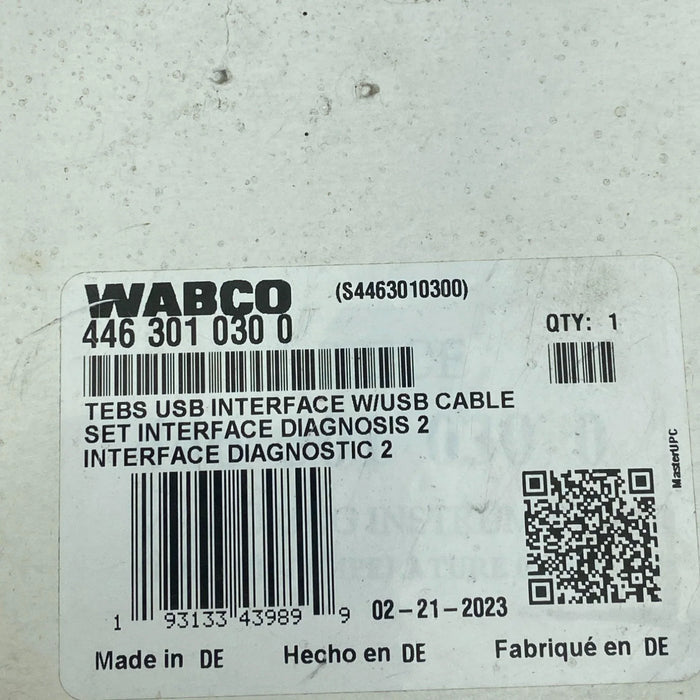 WABCO (S4463010300)
446 301 030 0 QTY: 1
TEBS USB INTERFACE W/USB CABLE
SET INTERFACE DIAGNOSIS 2
INTERFACE DIAGNOSTIC 2
MasterUPC
1 93133 43989 9 02-21-2023
Made in DE Hecho en DE Fabriqué en DE